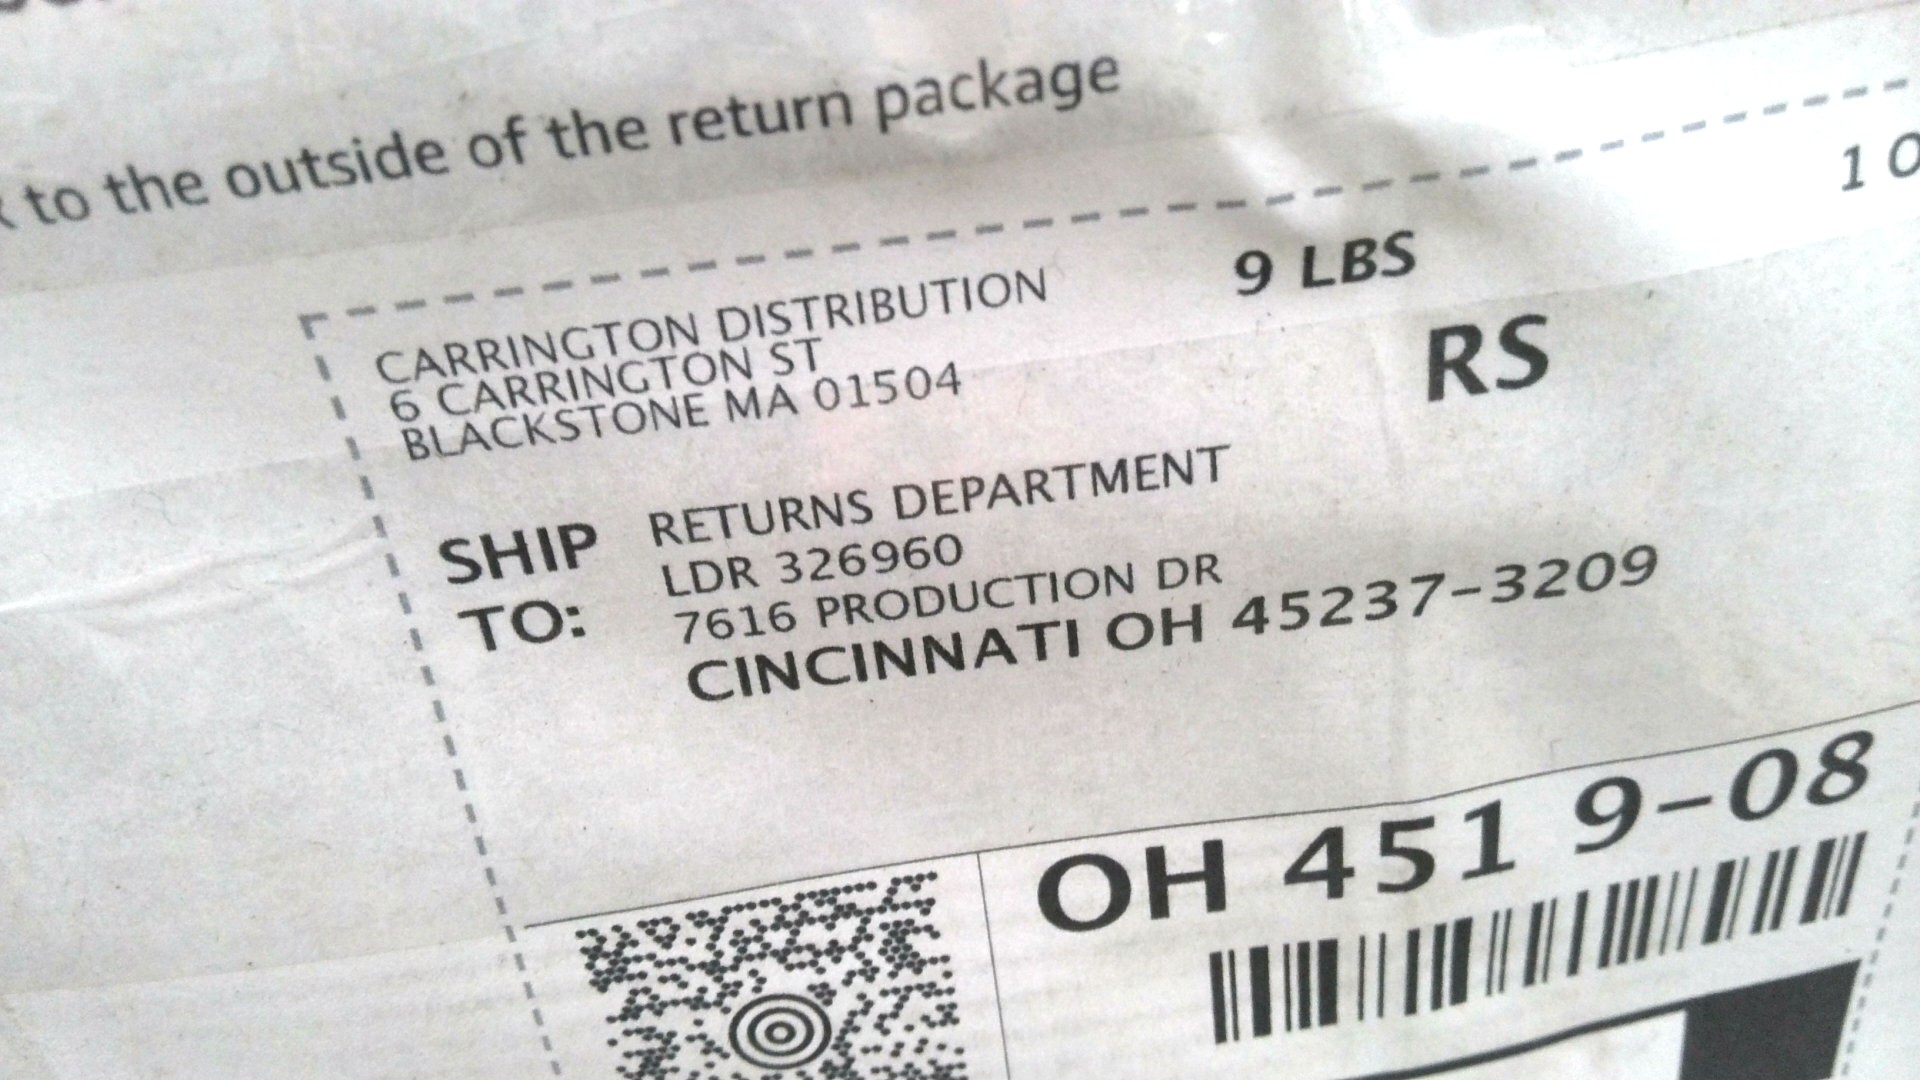 to the outside of the return package
1 O
CARRINGTON DISTRIBUTION
9 LBS
6 CARRINGTON ST
BLACKSTONE MA 01504
RS
SHIP TO:
RETURNS DEPARTMENT
LDR 326960
7616 PRODUCTION DR
CINCINNATI OH 45237-3209
OH 451 9-08